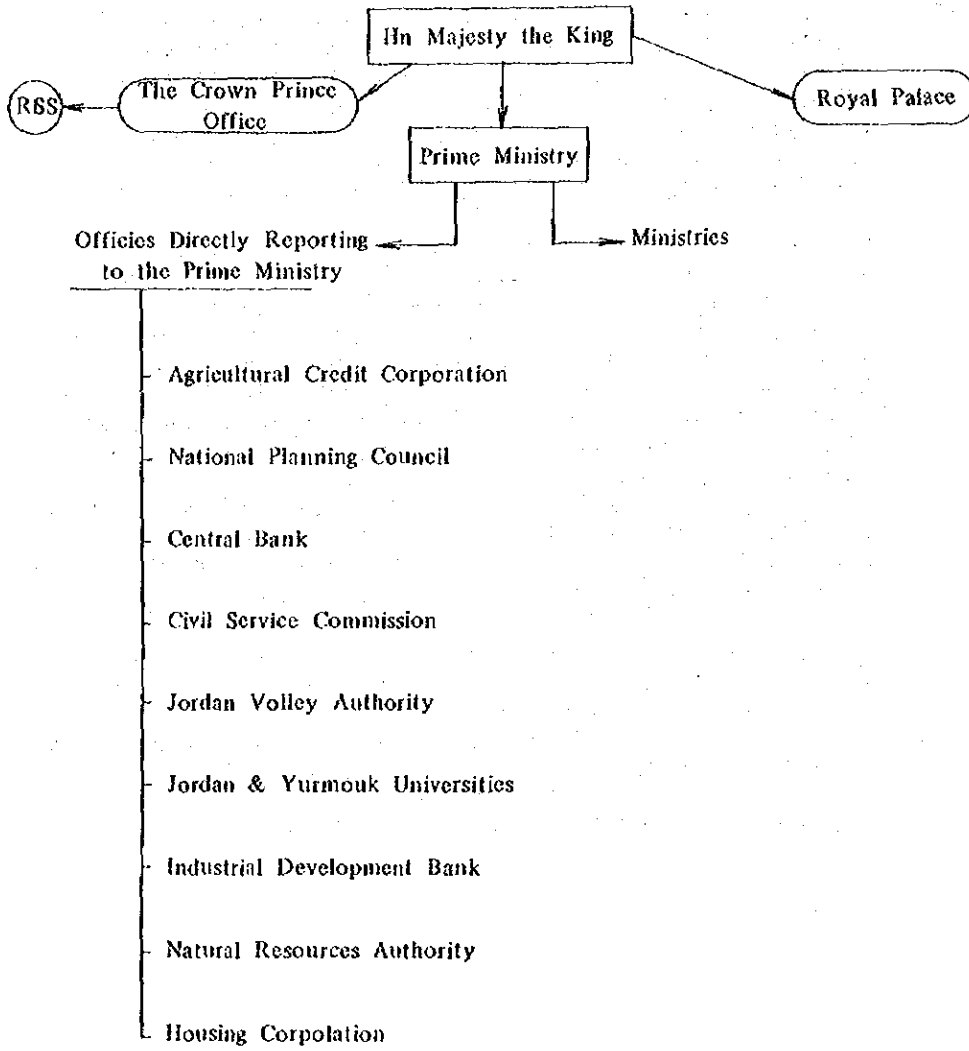 Hn Majesty the King
RSS
The Crown Prince
Office
Royal Palace
Prime Ministry
Officies Directly Reporting
to the Prime Ministry
Ministries
Agricultural Credit Corporation
National Planning Council
Central Bank
Civil Service Commission
Jordan Volley Authority
Jordan & Yurmouk Universities
Industrial Development Bank
Natural Resources Authority
Housing Corpolation